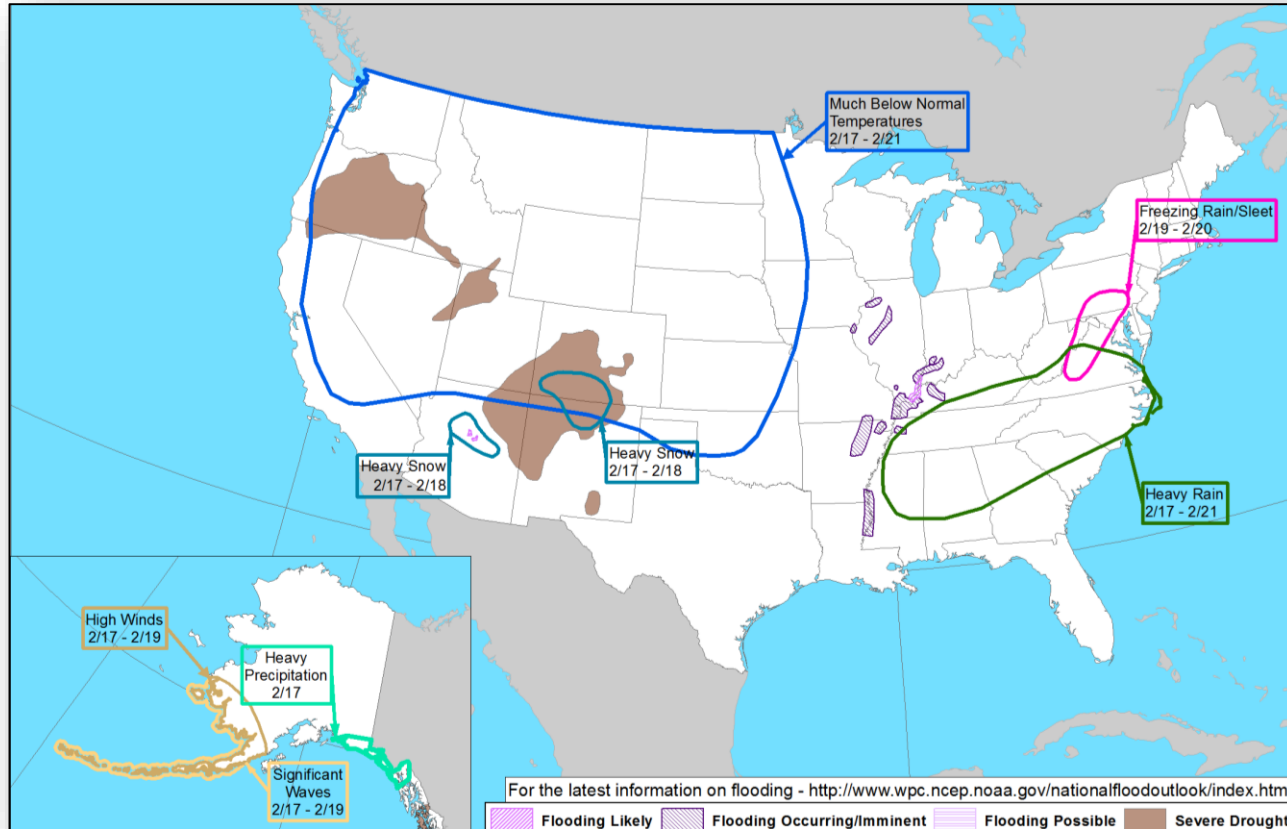 Much Below Normal
Temperatures
2/17 - 2/21
Freezing Rain/Sleet
2/19 - 2/20
Heavy Snow
2/17 - 2/18
Heavy Snow
2/17 - 2/18
Heavy Rain
2/17 - 2/21
High Winds
2/17 - 2/19
Heavy
Precipitation
2/17
Significant
Waves
2/17 - 2/19
For the latest information on flooding - http://www.wpc.ncep.noaa.gov/nationalfloodoutlook/index.htm
Flooding Likely Flooding Occurring/Imminent Flooding Possible Severe Drought